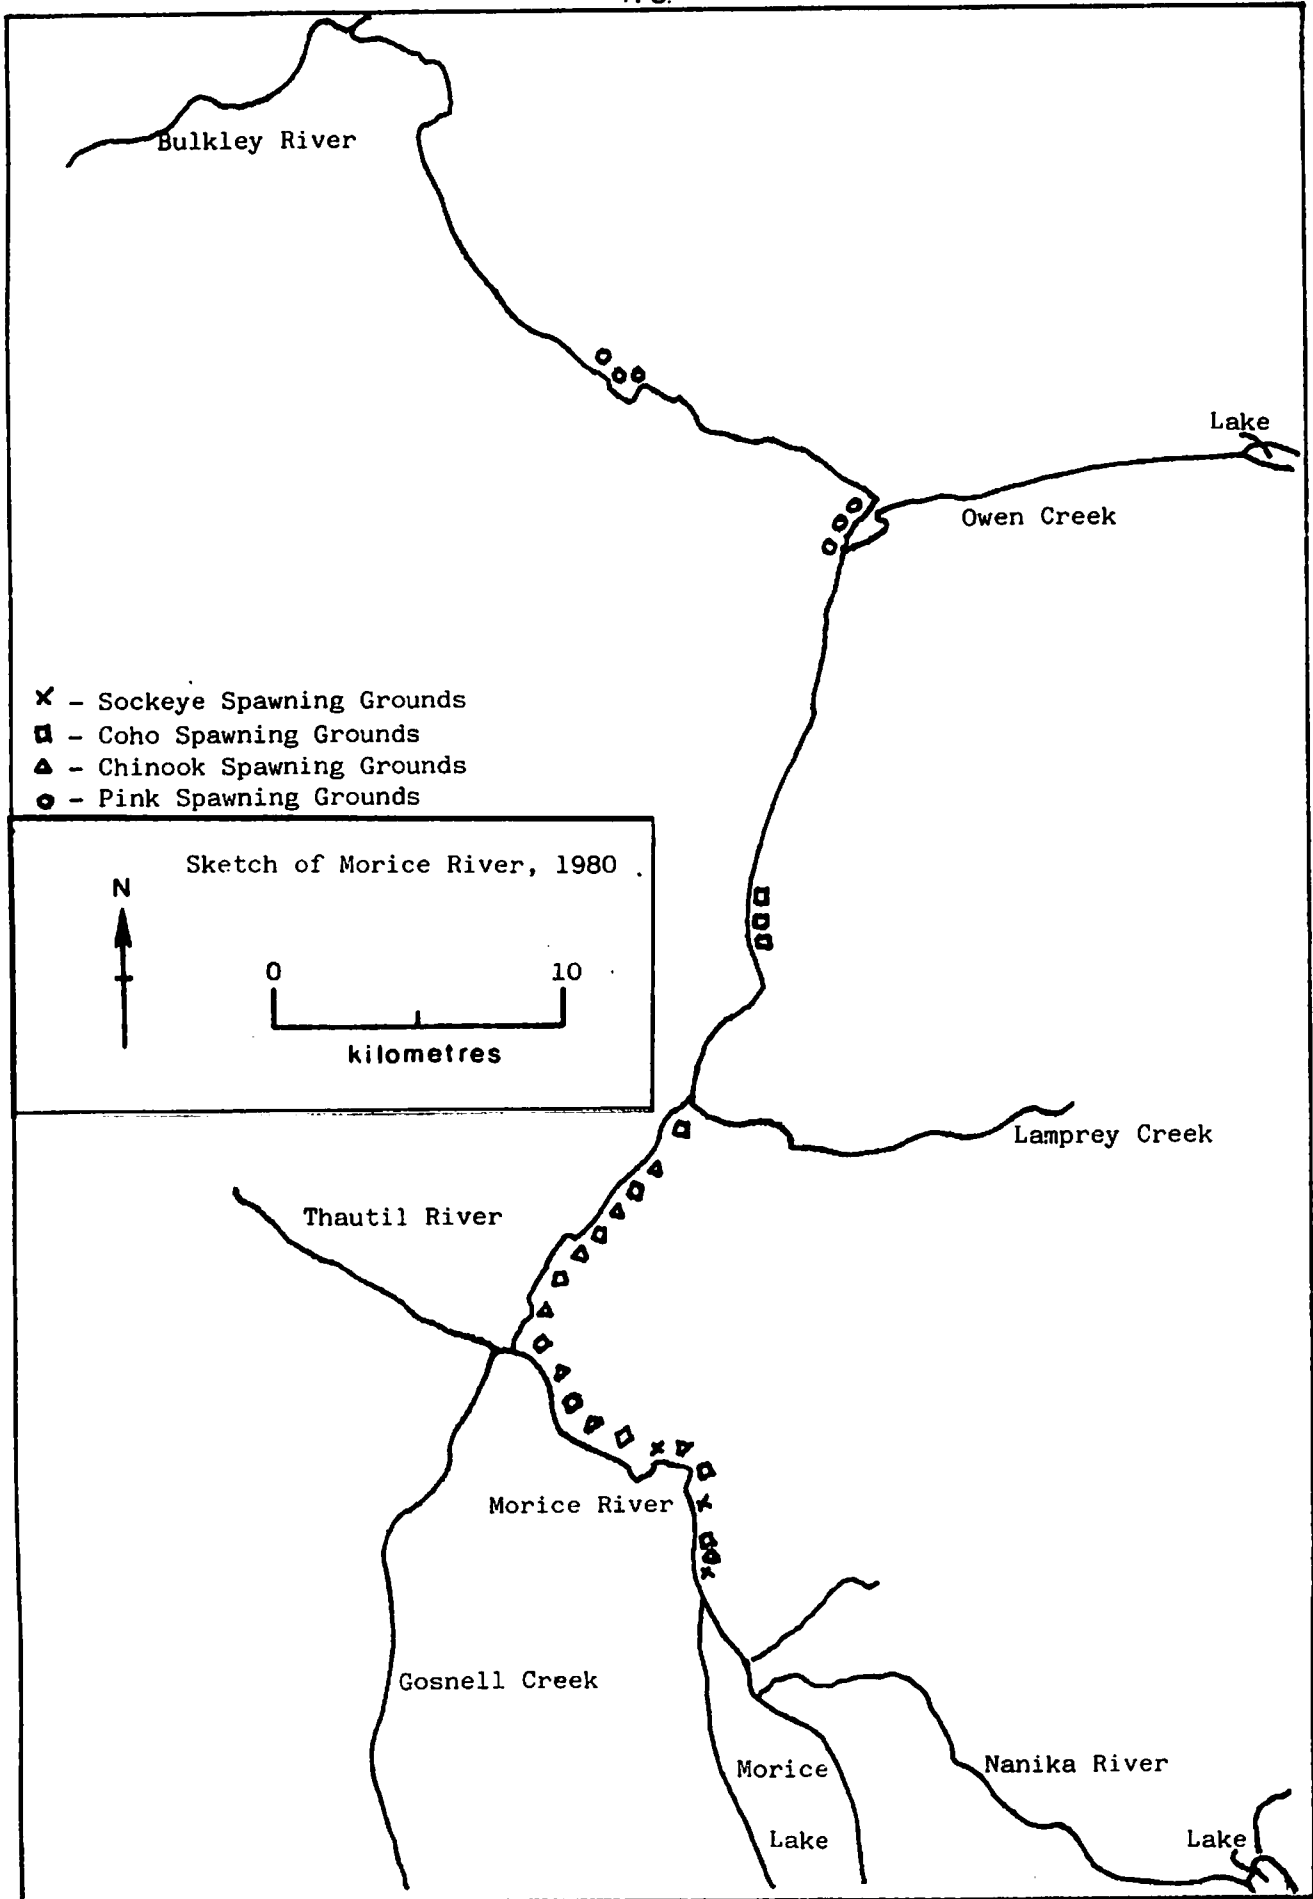 Bulkley River
Lake
Owen Creek
x - Sockeye Spawning Grounds
□ - Coho Spawning Grounds
△ - Chinook Spawning Grounds
o - Pink Spawning Grounds
Sketch of Morice River, 1980
N
0 10
kilometres
Lamprey Creek
Thautil River
Morice River
Gosnell Creek
Morice
Lake
Nanika River
Lake